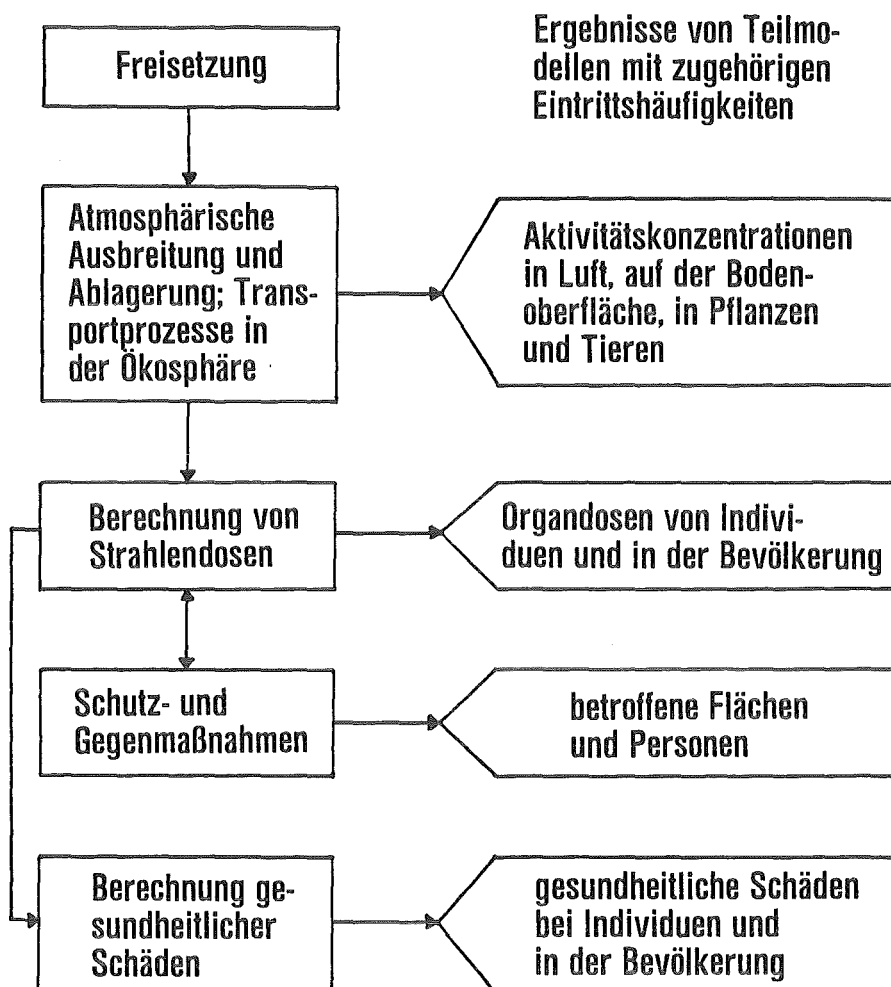 Freisetzung
Ergebnisse von Teilmo-
dellen mit zugehörigen
Eintrittshäufigkeiten
Atmosphärische
Ausbreitung und
Ablagerung; Trans-
portprozesse in
der Ökosphäre
Aktivitätskonzentrationen
in Luft, auf der Boden-
oberfläche, in Pflanzen
und Tieren
Berechnung von
Strahlendosen
Organdosen von Indivi-
duen und in der Bevölkerung
Schutz- und
Gegenmaßnahmen
betroffene Flächen
und Personen
Berechnung ge-
sundheitlicher
Schäden
gesundheitliche Schäden
bei Individuen und
in der Bevölkerung